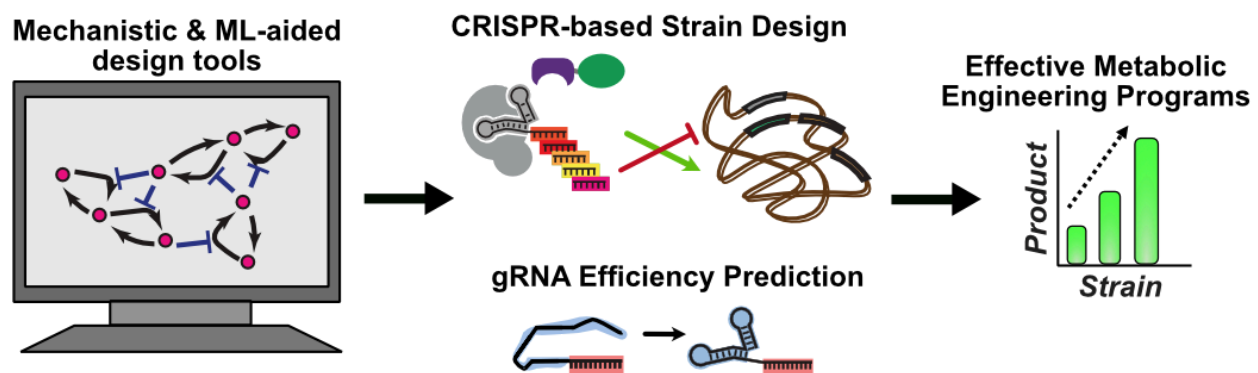 Mechanistic & ML-aided
design tools
CRISPR-based Strain Design
gRNA Efficiency Prediction
Effective Metabolic
Engineering Programs
Product
Strain